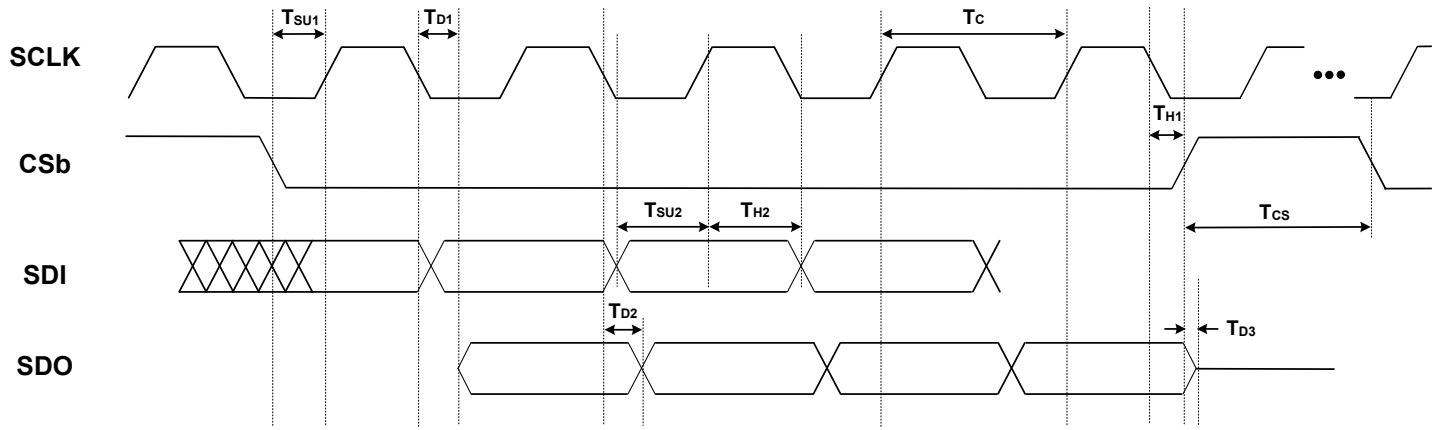 TSU1
TD1
TC
SCLK
•••
TH1
CSb
TSU2
TH2
TCS
SDI
TD2
TD3
SDO